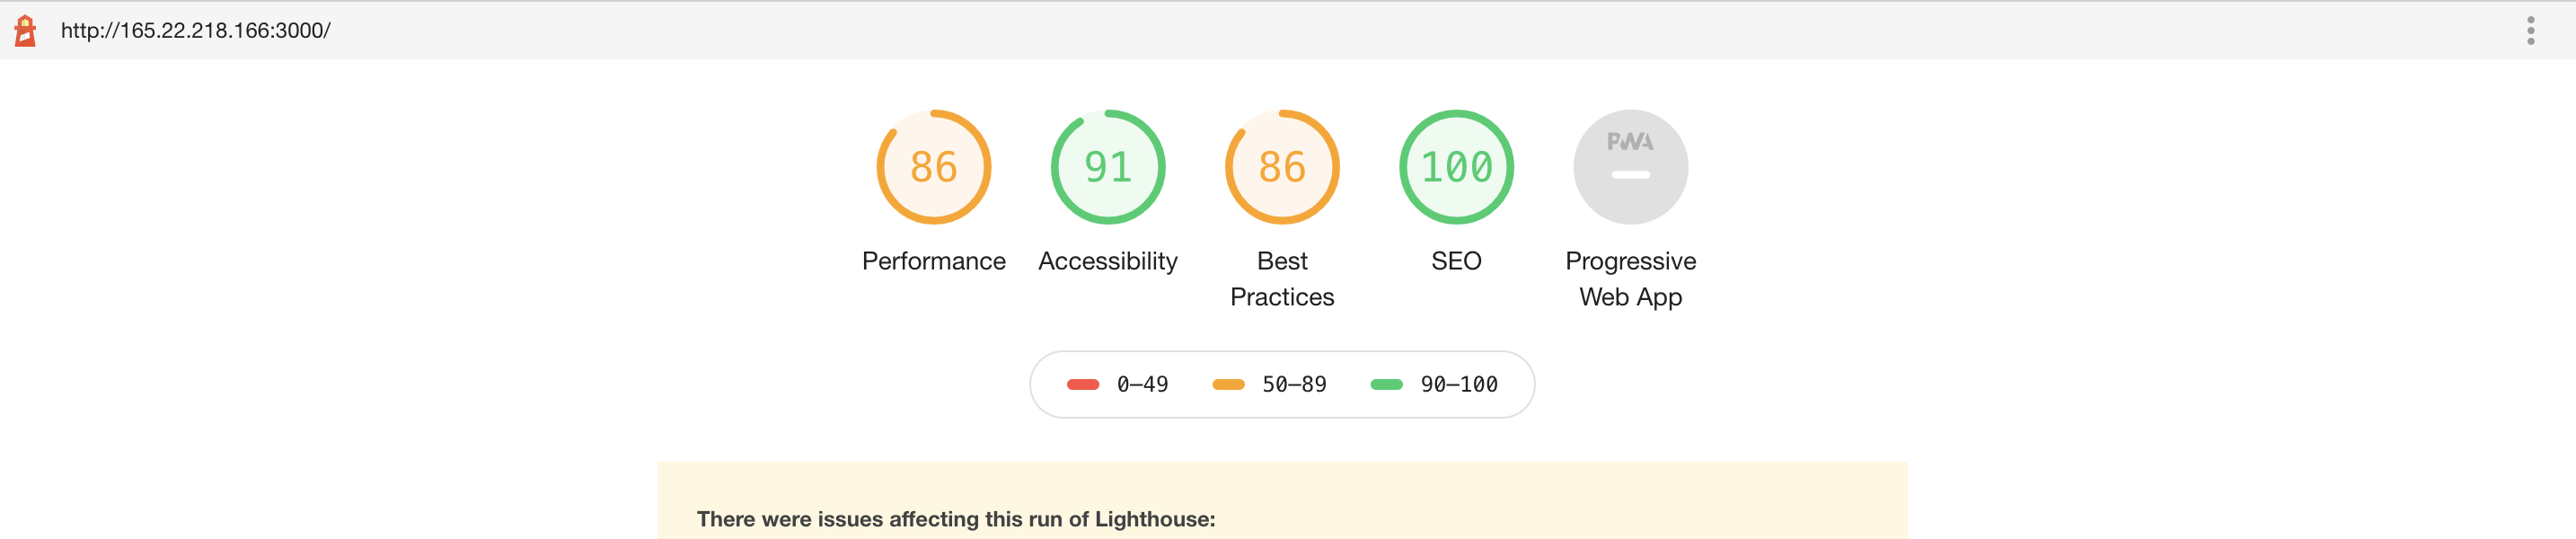 http://165.22.218.166:3000/
86
91
86
100
PWA
Performance
Accessibility
Best
Practices
SEO
Progressive
Web App
0–49
50–89
90–100
There were issues affecting this run of Lighthouse: